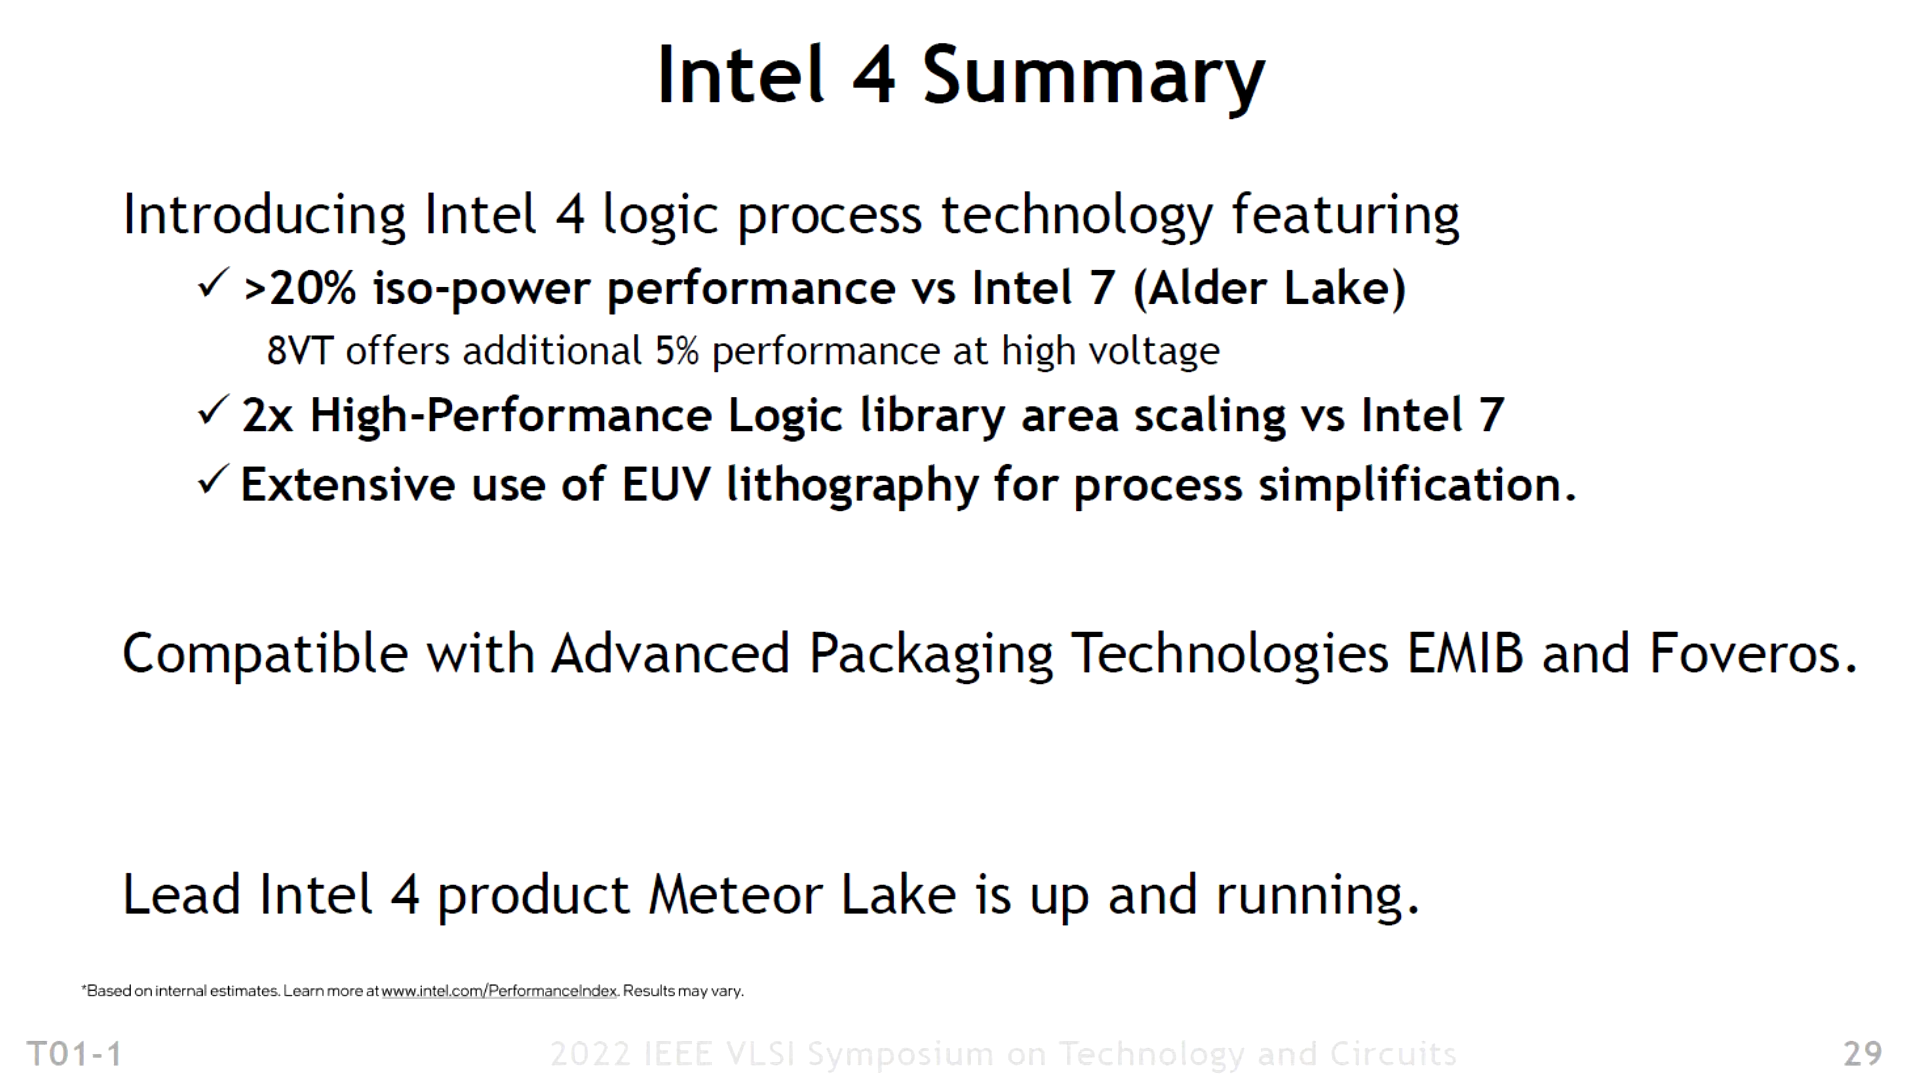 Intel 4 Summary
Introducing Intel 4 logic process technology featuring
✓ >20% iso-power performance vs Intel 7 (Alder Lake)
8VT offers additional 5% performance at high voltage
✓ 2x High-Performance Logic library area scaling vs Intel 7
✓ Extensive use of EUV lithography for process simplification.
Compatible with Advanced Packaging Technologies EMIB and Foveros.
Lead Intel 4 product Meteor Lake is up and running.
*Based on internal estimates. Learn more at www.intel.com/PerformanceIndex. Results may vary.
T01-1 2022 IEEE VLSI Symposium on Technology and Circuits 29